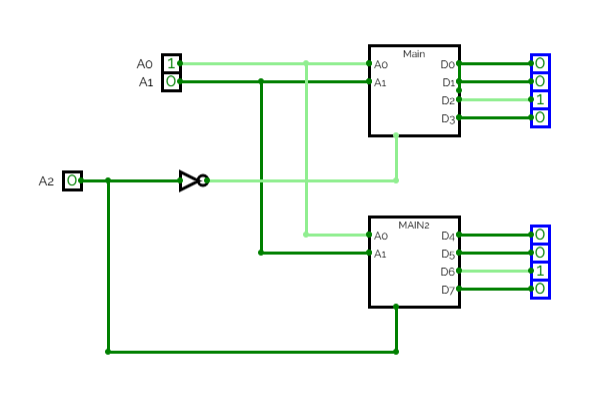 Main
A0 1 A0 D0 0
A1 0 A1 D1 0
D2 1
D3 0
A2 0
MAIN2
A0 D4 0
A1 D5 0
D6 1
D7 0